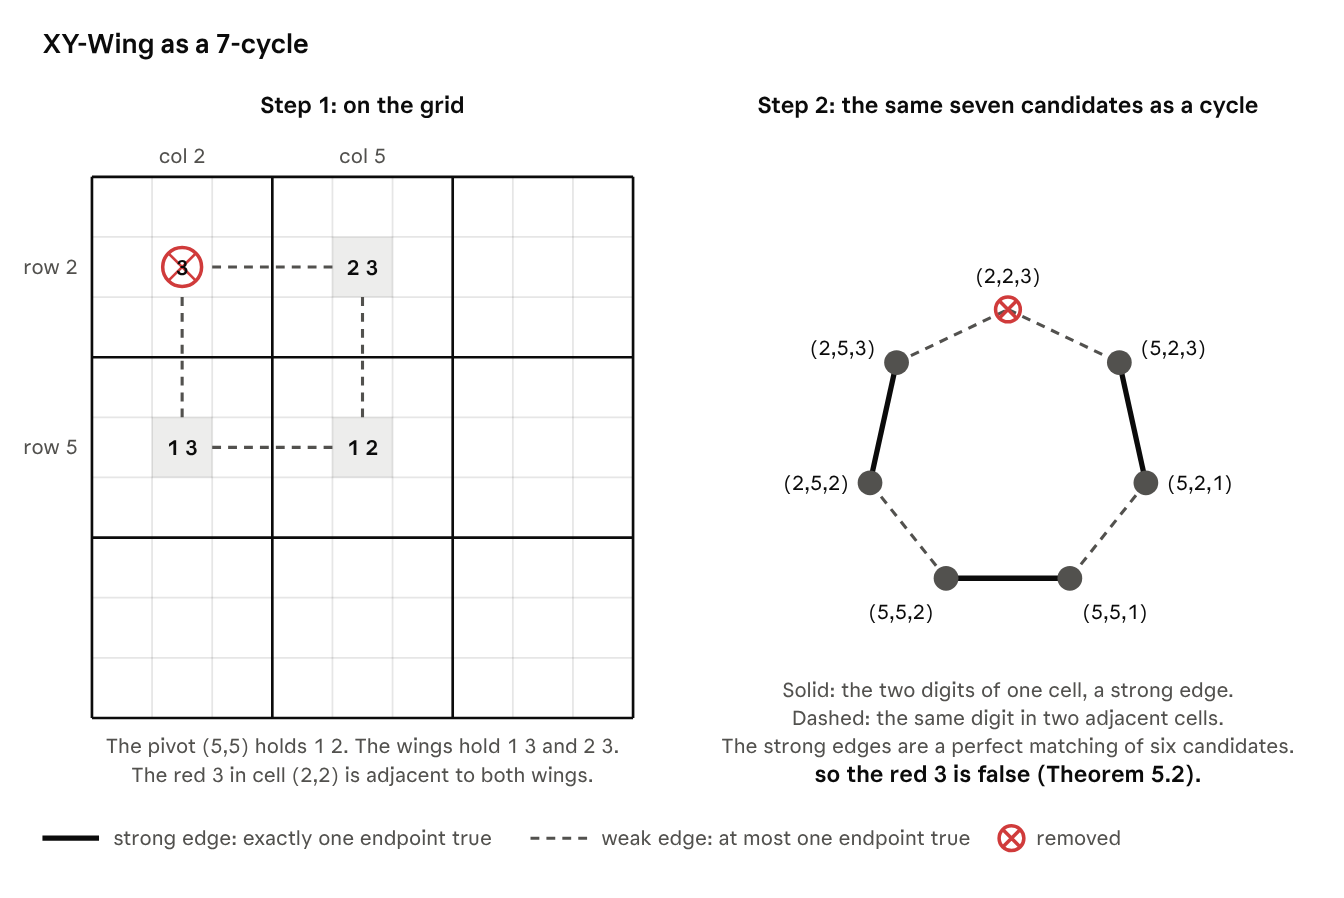 XY-Wing as a 7-cycle
Step 1: on the grid
Step 2: the same seven candidates as a cycle
col 2
col 5
row 2
3
2 3
row 5
1 3
1 2
(2,2,3)
(2,5,3)
(5,2,3)
(2,5,2)
(5,2,1)
(5,5,2)
(5,5,1)
The pivot (5,5) holds 1 2. The wings hold 1 3 and 2 3.
The red 3 in cell (2,2) is adjacent to both wings.
Solid: the two digits of one cell, a strong edge.
Dashed: the same digit in two adjacent cells.
The strong edges are a perfect matching of six candidates.
so the red 3 is false (Theorem 5.2).
strong edge: exactly one endpoint true
weak edge: at most one endpoint true
removed